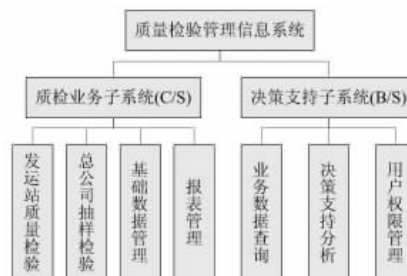 质量检验管理信息系统
质检业务子系统(C/S)
决策支持子系统(B/S)
发运站质量检验
总公司抽样检验
基础数据管理
报表管理
业务数据查询
决策支持分析
用户权限管理